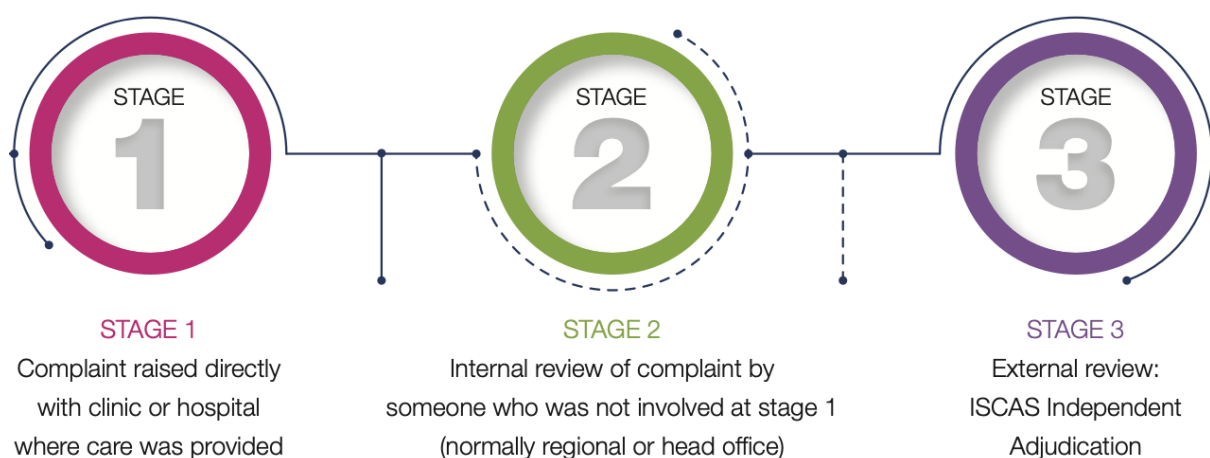 STAGE
1
STAGE
2
STAGE
3
STAGE 1
Complaint raised directly
with clinic or hospital
where care was provided
STAGE 2
Internal review of complaint by
someone who was not involved at stage 1
(normally regional or head office)
STAGE 3
External review:
ISCAS Independent
Adjudication